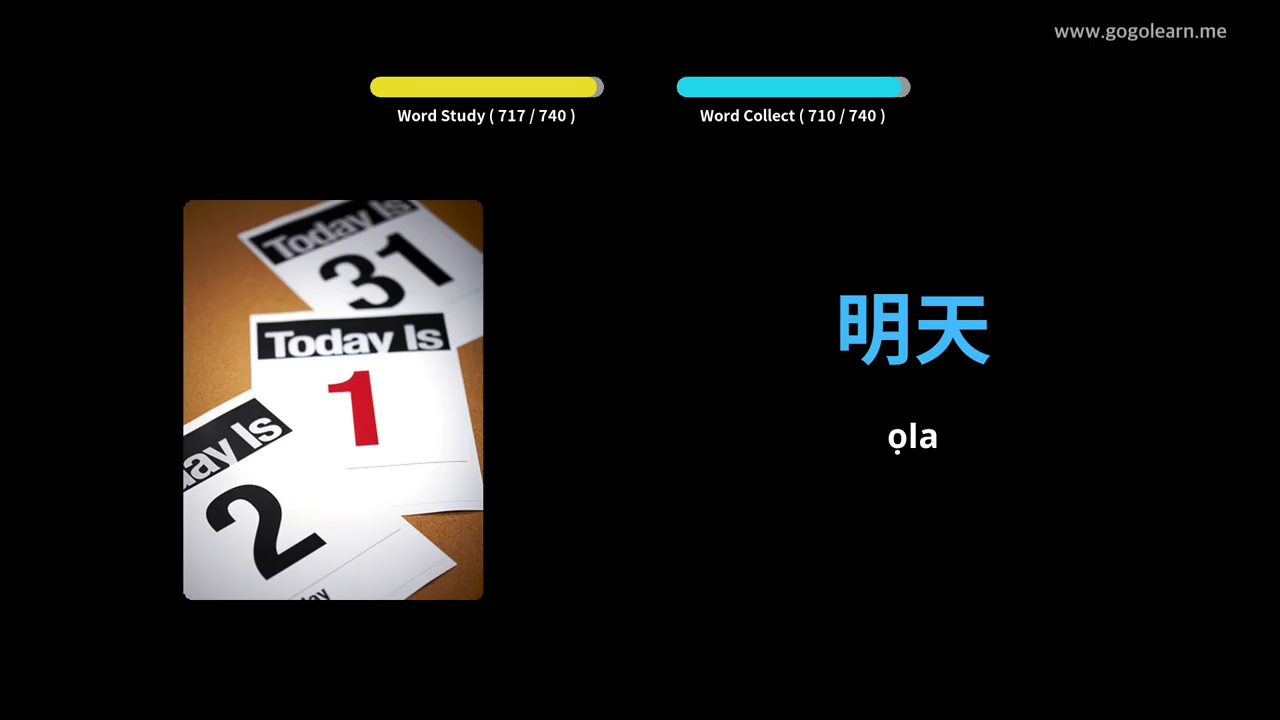 www.gogolearn.me
Word Study ( 717 / 740 )
Word Collect ( 710 / 740 )
Today Is
31
Today Is
1
ay Is
2
明天
ọla